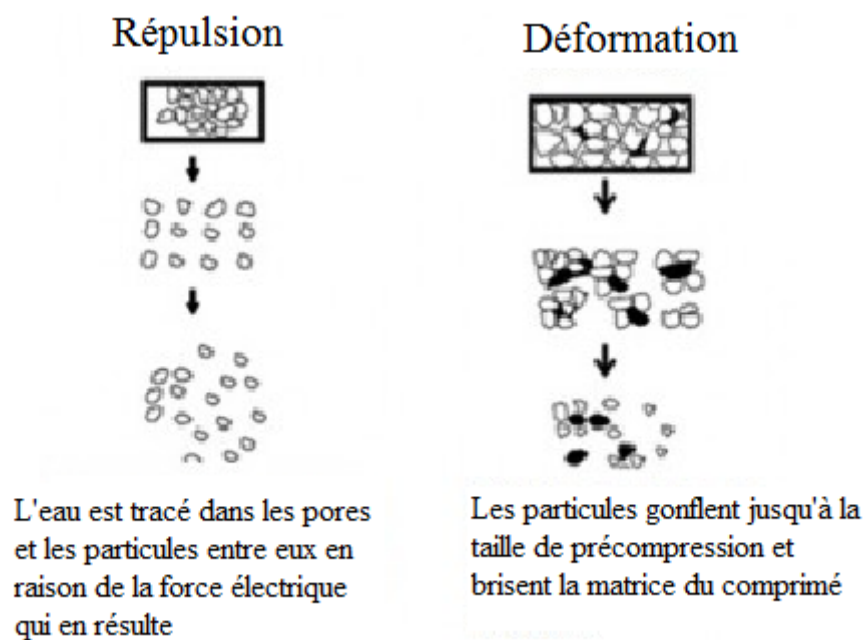 Répulsion
Déformation
L'eau est tracé dans les pores
et les particules entre eux en
raison de la force électrique
qui en résulte
Les particules gonflent jusqu'à la
taille de précompression et
brisent la matrice du comprimé